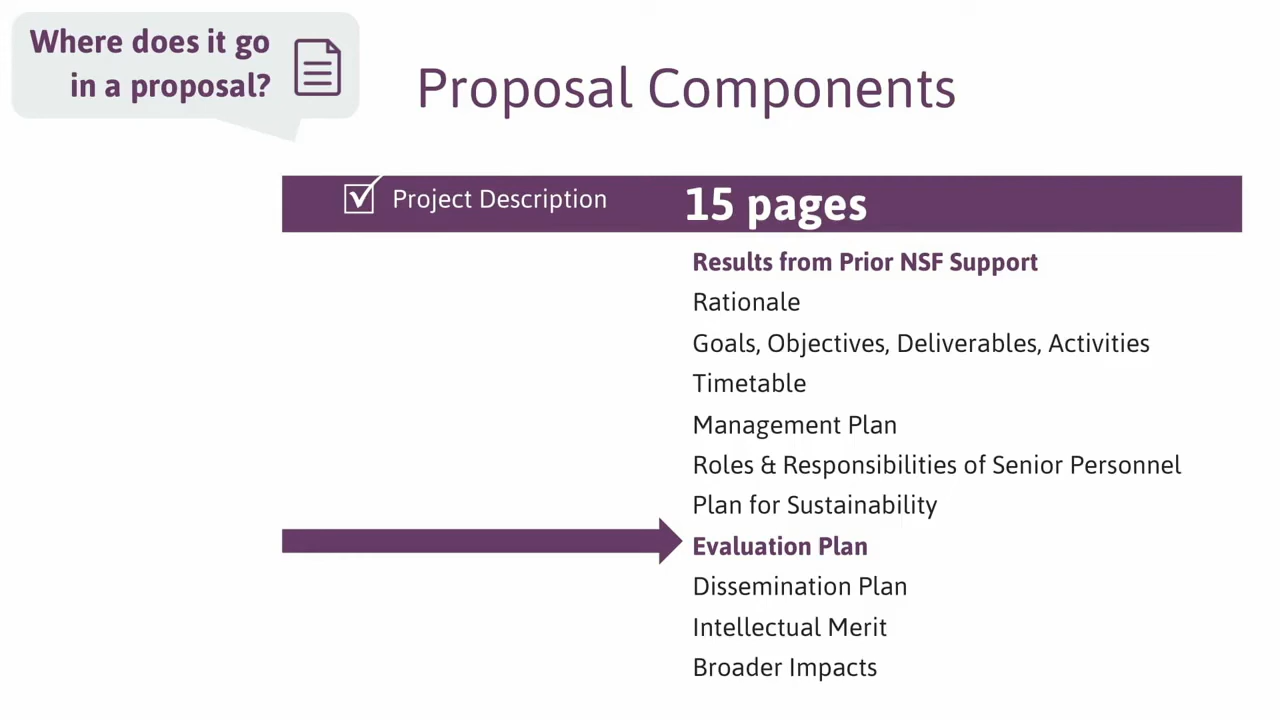 Where does it go
in a proposal?
Proposal Components
Project Description 15 pages
Results from Prior NSF Support
Rationale
Goals, Objectives, Deliverables, Activities
Timetable
Management Plan
Roles & Responsibilities of Senior Personnel
Plan for Sustainability
Evaluation Plan
Dissemination Plan
Intellectual Merit
Broader Impacts